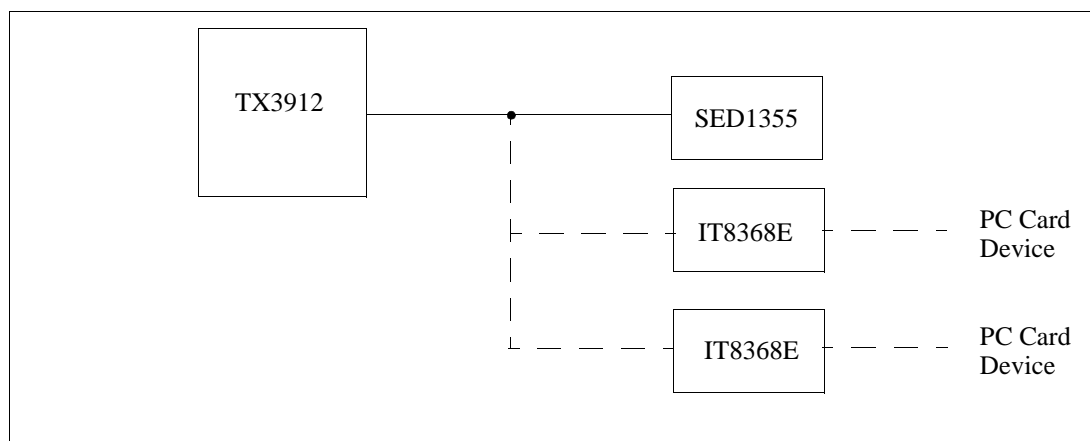 TX3912
SED1355
IT8368E
PC Card
Device
IT8368E
PC Card
Device